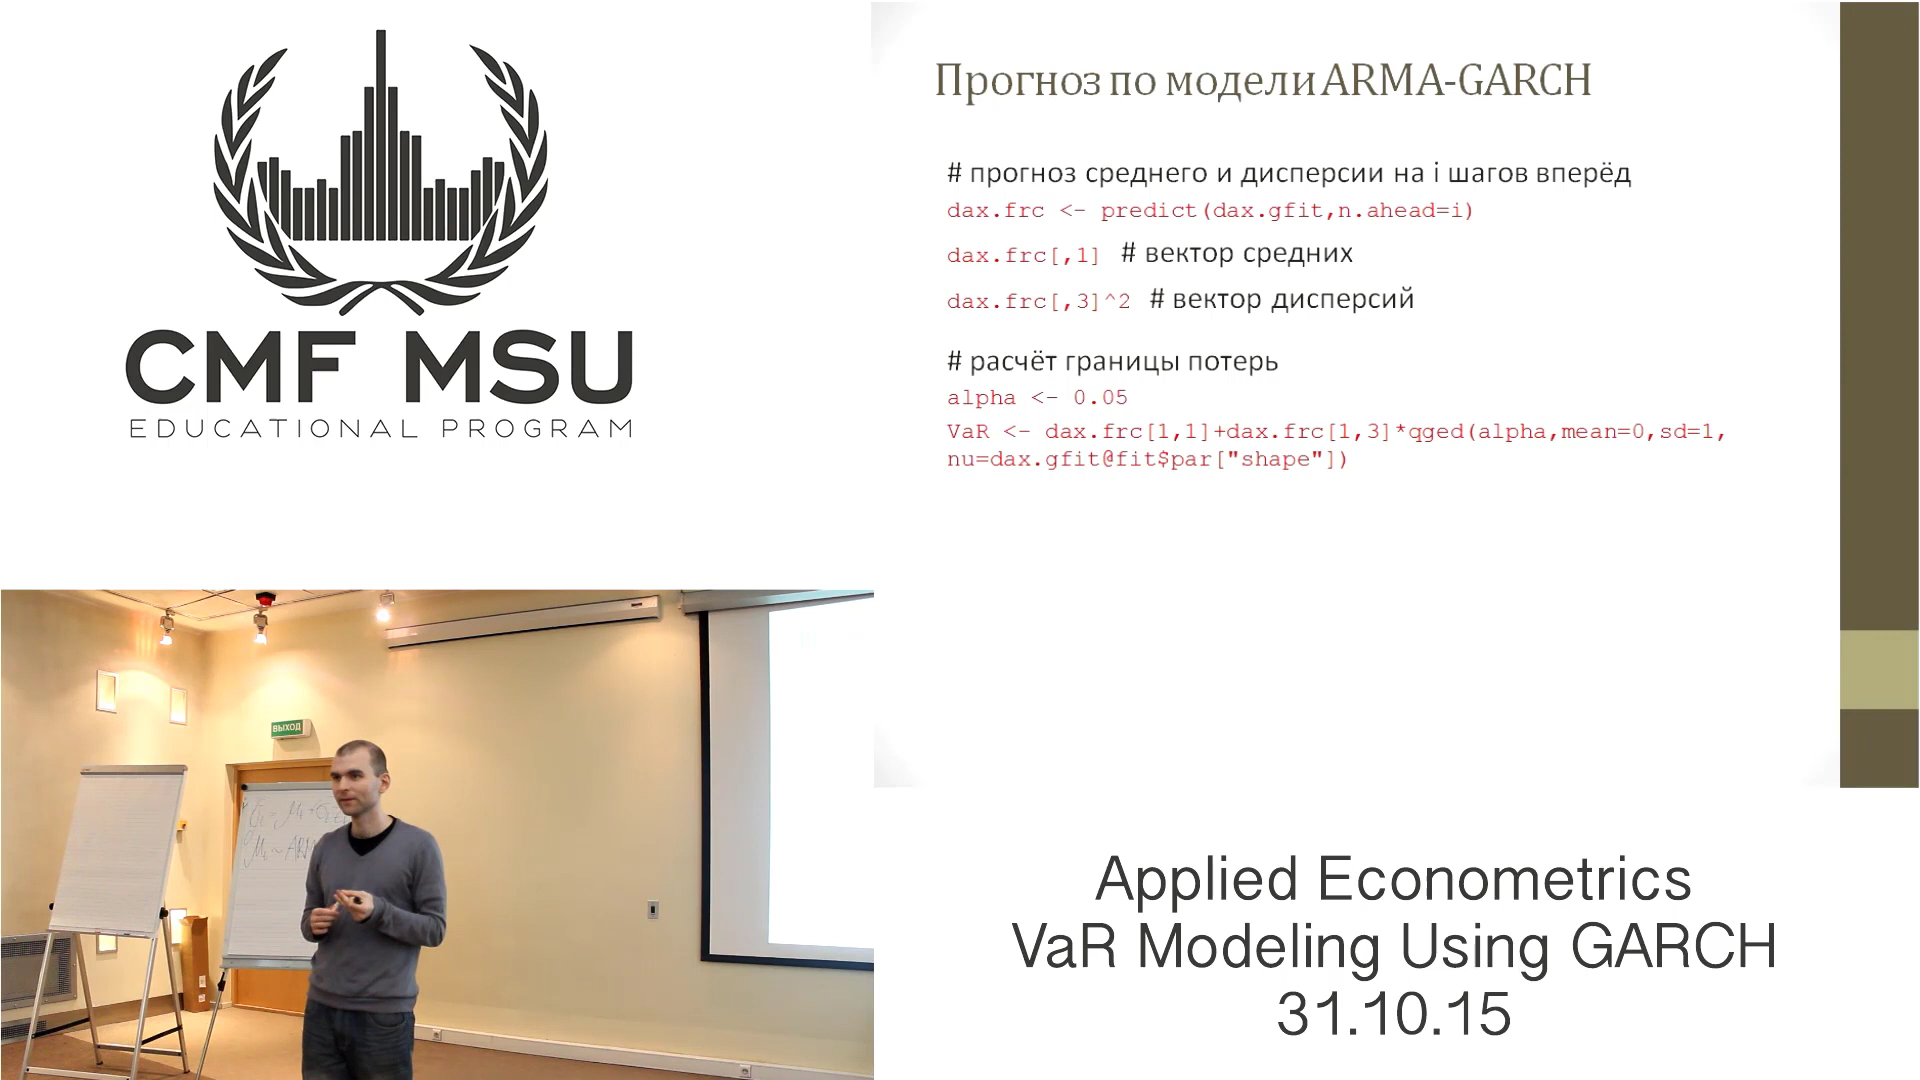 CMF MSU
EDUCATIONAL PROGRAM
Прогноз по модели ARMA-GARCH
# прогноз среднего и дисперсии на i шагов вперёд
dax.frc <- predict(dax.gfit,n.ahead=i)
dax.frc[,1] # вектор средних
dax.frc[,3]^2 # вектор дисперсий
# расчёт границы потерь
alpha <- 0.05
VaR <- dax.frc[1,1]+dax.frc[1,3]*qged(alpha,mean=0,sd=1,
nu=dax.gfit@fit$par["shape"])
ВЫХОД
Applied Econometrics
VaR Modeling Using GARCH
31.10.15